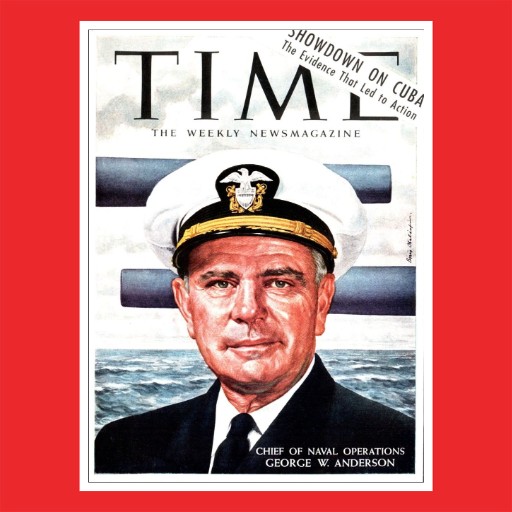 SHOWDOWN ON CUBA
The Evidence That Led to Action
TIME
THE WEEKLY NEWSMAGAZINE
CHIEF OF NAVAL OPERATIONS
GEORGE W. ANDERSON